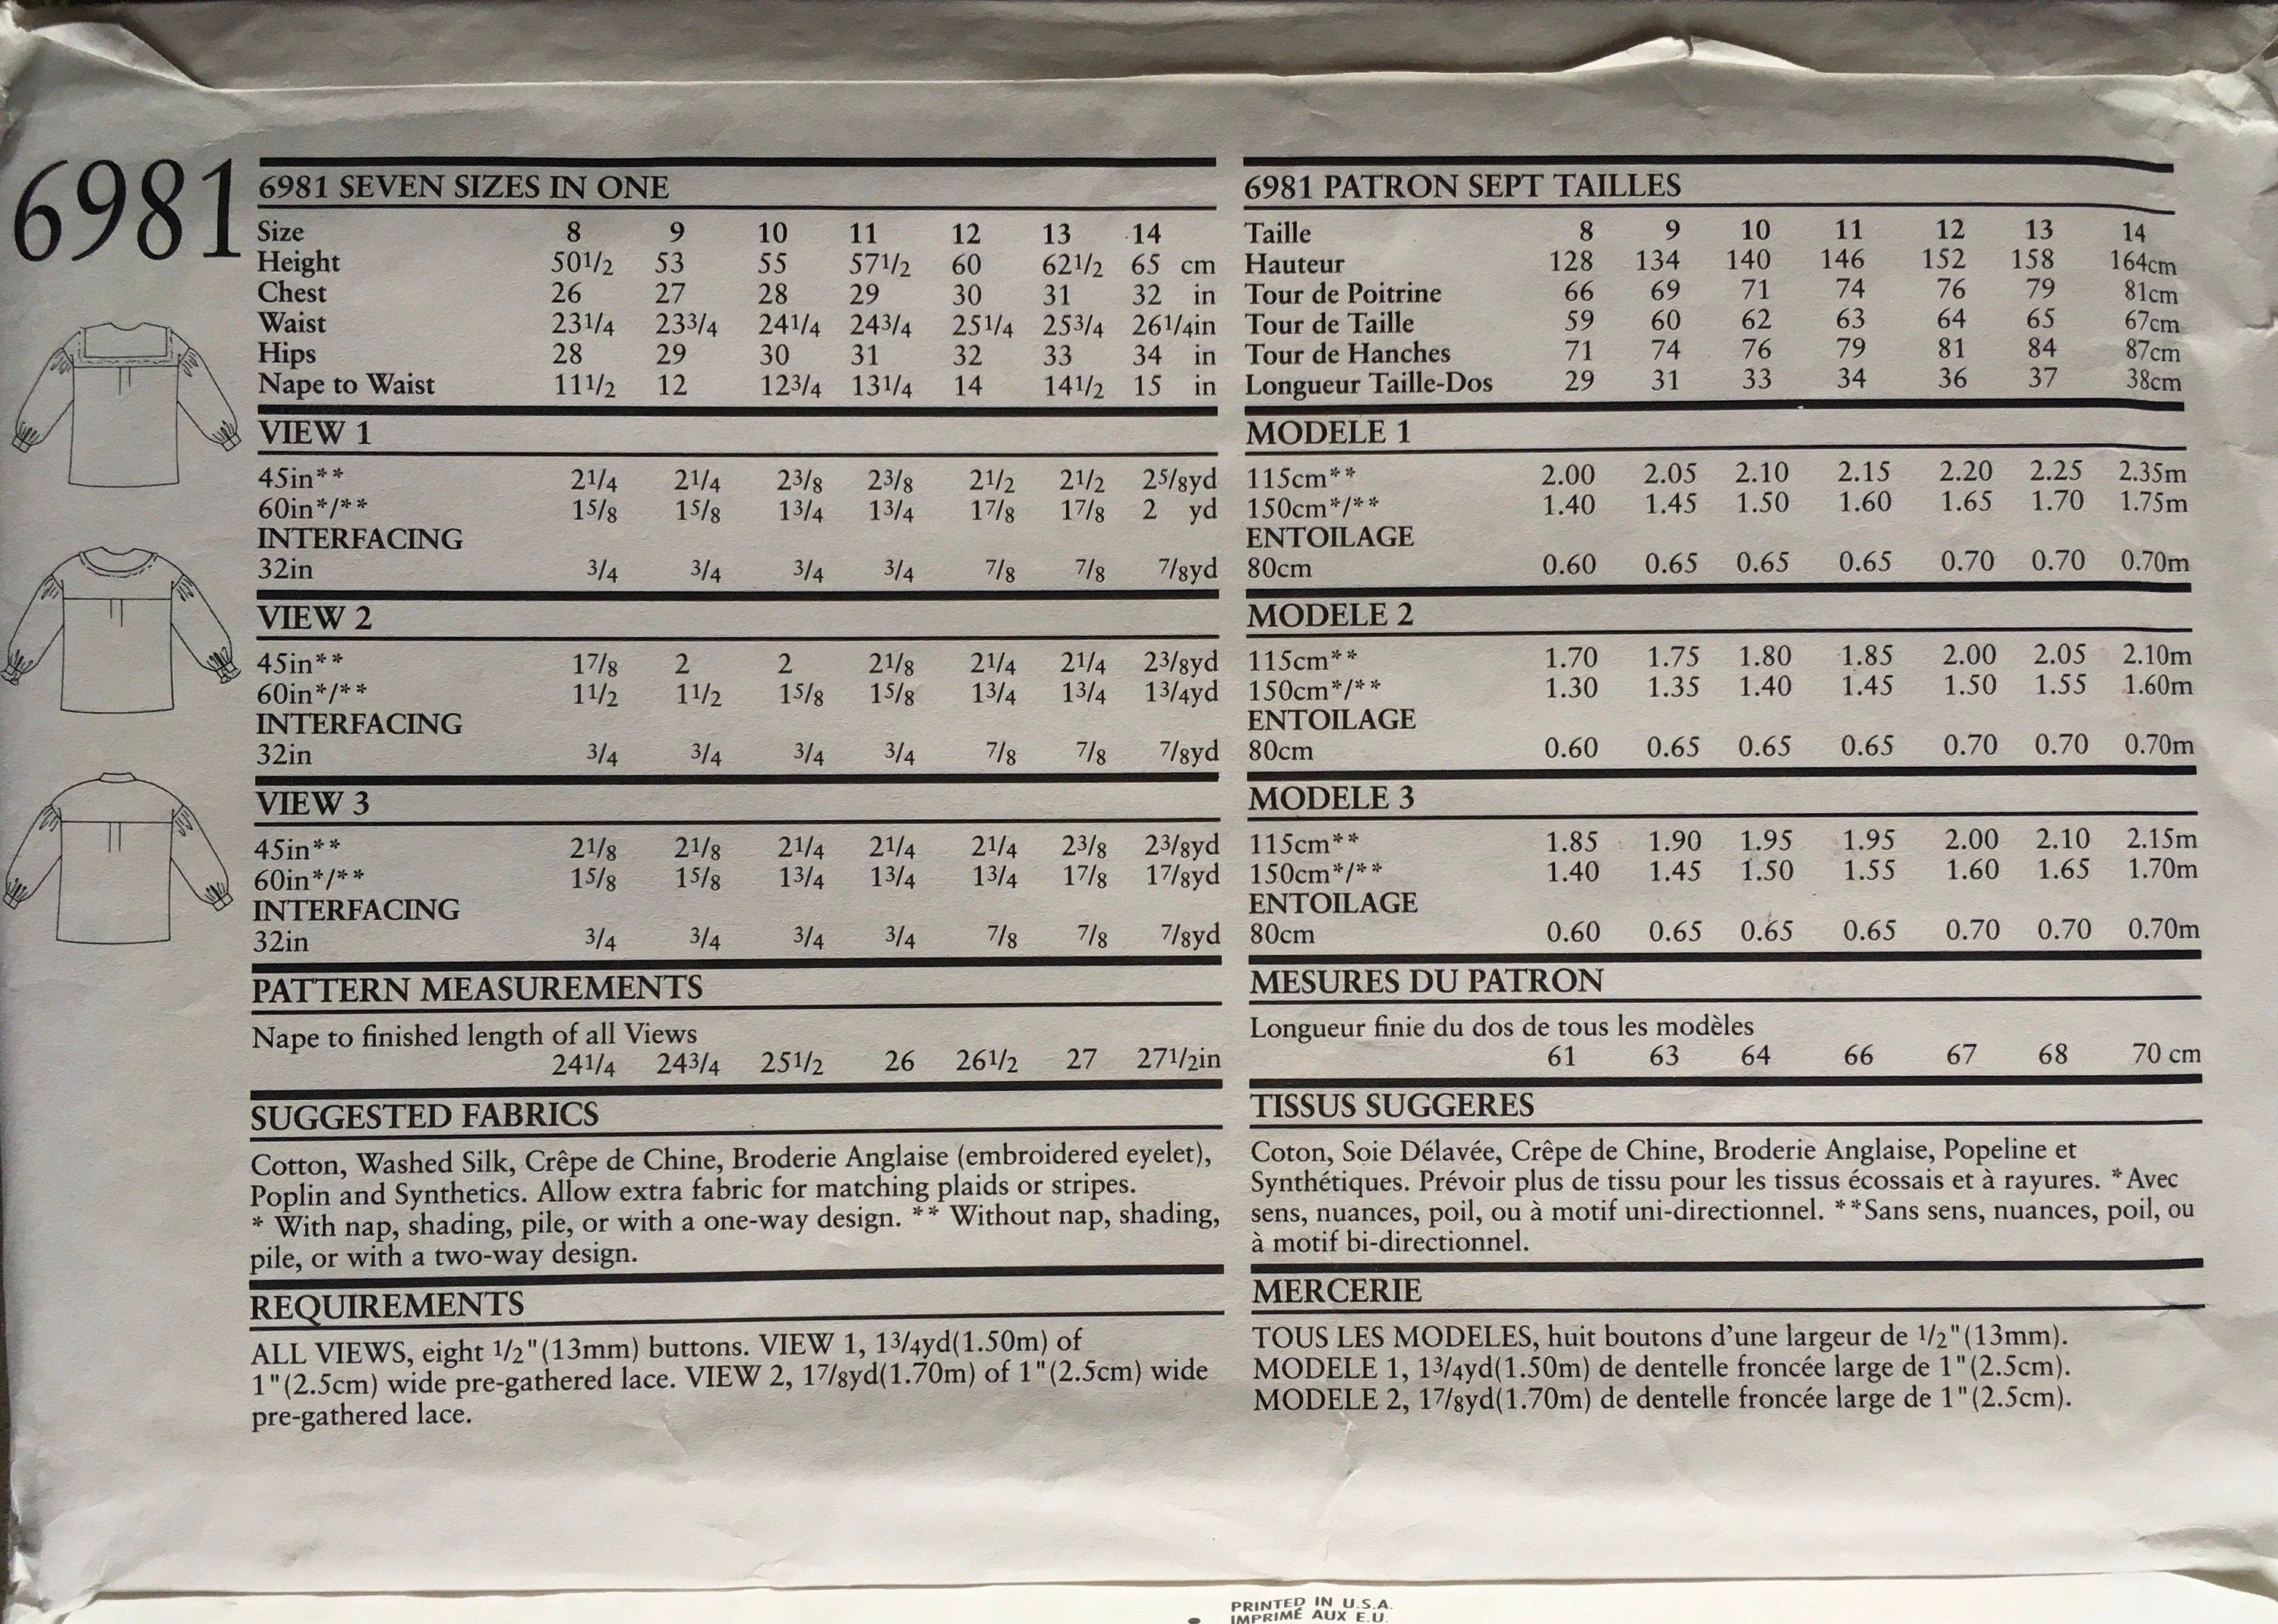 6981
6981 SEVEN SIZES IN ONE
Size 8 9 10 11 12 13 14
Height 501/2 53 55 571/2 60 621/2 65 cm
Chest 26 27 28 29 30 31 32 in
Waist 231/4 233/4 241/4 243/4 251/4 253/4 261/4in
Hips 28 29 30 31 32 33 34 in
Nape to Waist 111/2 12 123/4 131/4 14 141/2 15 in
VIEW 1
45in** 21/4 21/4 23/8 23/8 21/2 21/2 25/8yd
60in*/** 15/8 15/8 13/4 13/4 17/8 17/8 2 yd
INTERFACING
32in 3/4 3/4 3/4 3/4 7/8 7/8 7/8yd
VIEW 2
45in** 17/8 2 2 21/8 21/4 21/4 23/8yd
60in*/** 11/2 11/2 15/8 15/8 13/4 13/4 13/4yd
INTERFACING
32in 3/4 3/4 3/4 3/4 7/8 7/8 7/8yd
VIEW 3
45in** 21/8 21/8 21/4 21/4 21/4 23/8 23/8yd
60in*/** 15/8 15/8 13/4 13/4 13/4 17/8 17/8yd
INTERFACING
32in 3/4 3/4 3/4 3/4 7/8 7/8 7/8yd
PATTERN MEASUREMENTS
Nape to finished length of all Views
241/4 243/4 251/2 26 261/2 27 271/2in
SUGGESTED FABRICS
Cotton, Washed Silk, Crêpe de Chine, Broderie Anglaise (embroidered eyelet),
Poplin and Synthetics. Allow extra fabric for matching plaids or stripes.
* With nap, shading, pile, or with a one-way design. ** Without nap, shading,
pile, or with a two-way design.
REQUIREMENTS
ALL VIEWS, eight 1/2"(13mm) buttons. VIEW 1, 13/4yd(1.50m) of
1"(2.5cm) wide pre-gathered lace. VIEW 2, 17/8yd(1.70m) of 1"(2.5cm) wide
pre-gathered lace.
6981 PATRON SEPT TAILLES
Taille 8 9 10 11 12 13 14
Hauteur 128 134 140 146 152 158 164cm
Tour de Poitrine 66 69 71 74 76 79 81cm
Tour de Taille 59 60 62 63 64 65 67cm
Tour de Hanches 71 74 76 79 81 84 87cm
Longueur Taille-Dos 29 31 33 34 36 37 38cm
MODELE 1
115cm** 2.00 2.05 2.10 2.15 2.20 2.25 2.35m
150cm*/** 1.40 1.45 1.50 1.60 1.65 1.70 1.75m
ENTOILAGE
80cm 0.60 0.65 0.65 0.65 0.70 0.70 0.70m
MODELE 2
115cm** 1.70 1.75 1.80 1.85 2.00 2.05 2.10m
150cm*/** 1.30 1.35 1.40 1.45 1.50 1.55 1.60m
ENTOILAGE
80cm 0.60 0.65 0.65 0.65 0.70 0.70 0.70m
MODELE 3
115cm** 1.85 1.90 1.95 1.95 2.00 2.10 2.15m
150cm*/** 1.40 1.45 1.50 1.55 1.60 1.65 1.70m
ENTOILAGE
80cm 0.60 0.65 0.65 0.65 0.70 0.70 0.70m
MESURES DU PATRON
Longueur finie du dos de tous les modèles
61 63 64 66 67 68 70 cm
TISSUS SUGGERES
Coton, Soie Délavée, Crêpe de Chine, Broderie Anglaise, Popeline et
Synthétiques. Prévoir plus de tissu pour les tissus écossais et à rayures. *Avec
sens, nuances, poil, ou à motif uni-directionnel. **Sans sens, nuances, poil, ou
à motif bi-directionnel.
MERCERIE
TOUS LES MODELES, huit boutons d'une largeur de 1/2"(13mm).
MODELE 1, 13/4yd(1.50m) de dentelle froncée large de 1"(2.5cm).
MODELE 2, 17/8yd(1.70m) de dentelle froncée large de 1"(2.5cm).
PRINTED IN U.S.A.
IMPRIMÉ AUX E.U.